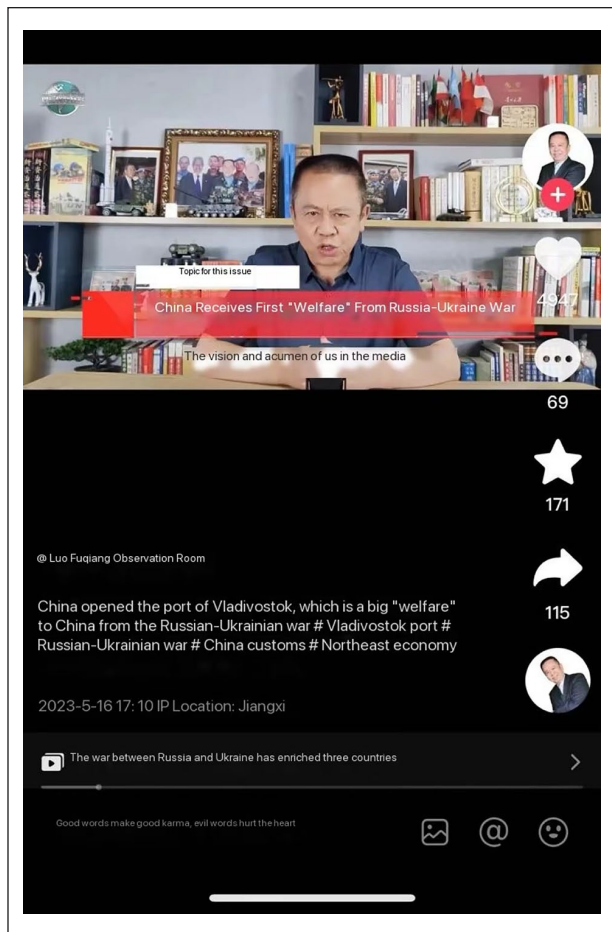 Topic for this issue
China Receives First "Welfare" From Russia-Ukraine War
4947
The vision and acumen of us in the media
69
171
@ Luo Fuqiang Observation Room
115
China opened the port of Vladivostok, which is a big "welfare"
to China from the Russian-Ukrainian war # Vladivostok port #
Russian-Ukrainian war # China customs # Northeast economy
2023-5-16 17: 10 IP Location: Jiangxi
The war between Russia and Ukraine has enriched three countries
Good words make good karma, evil words hurt the heart